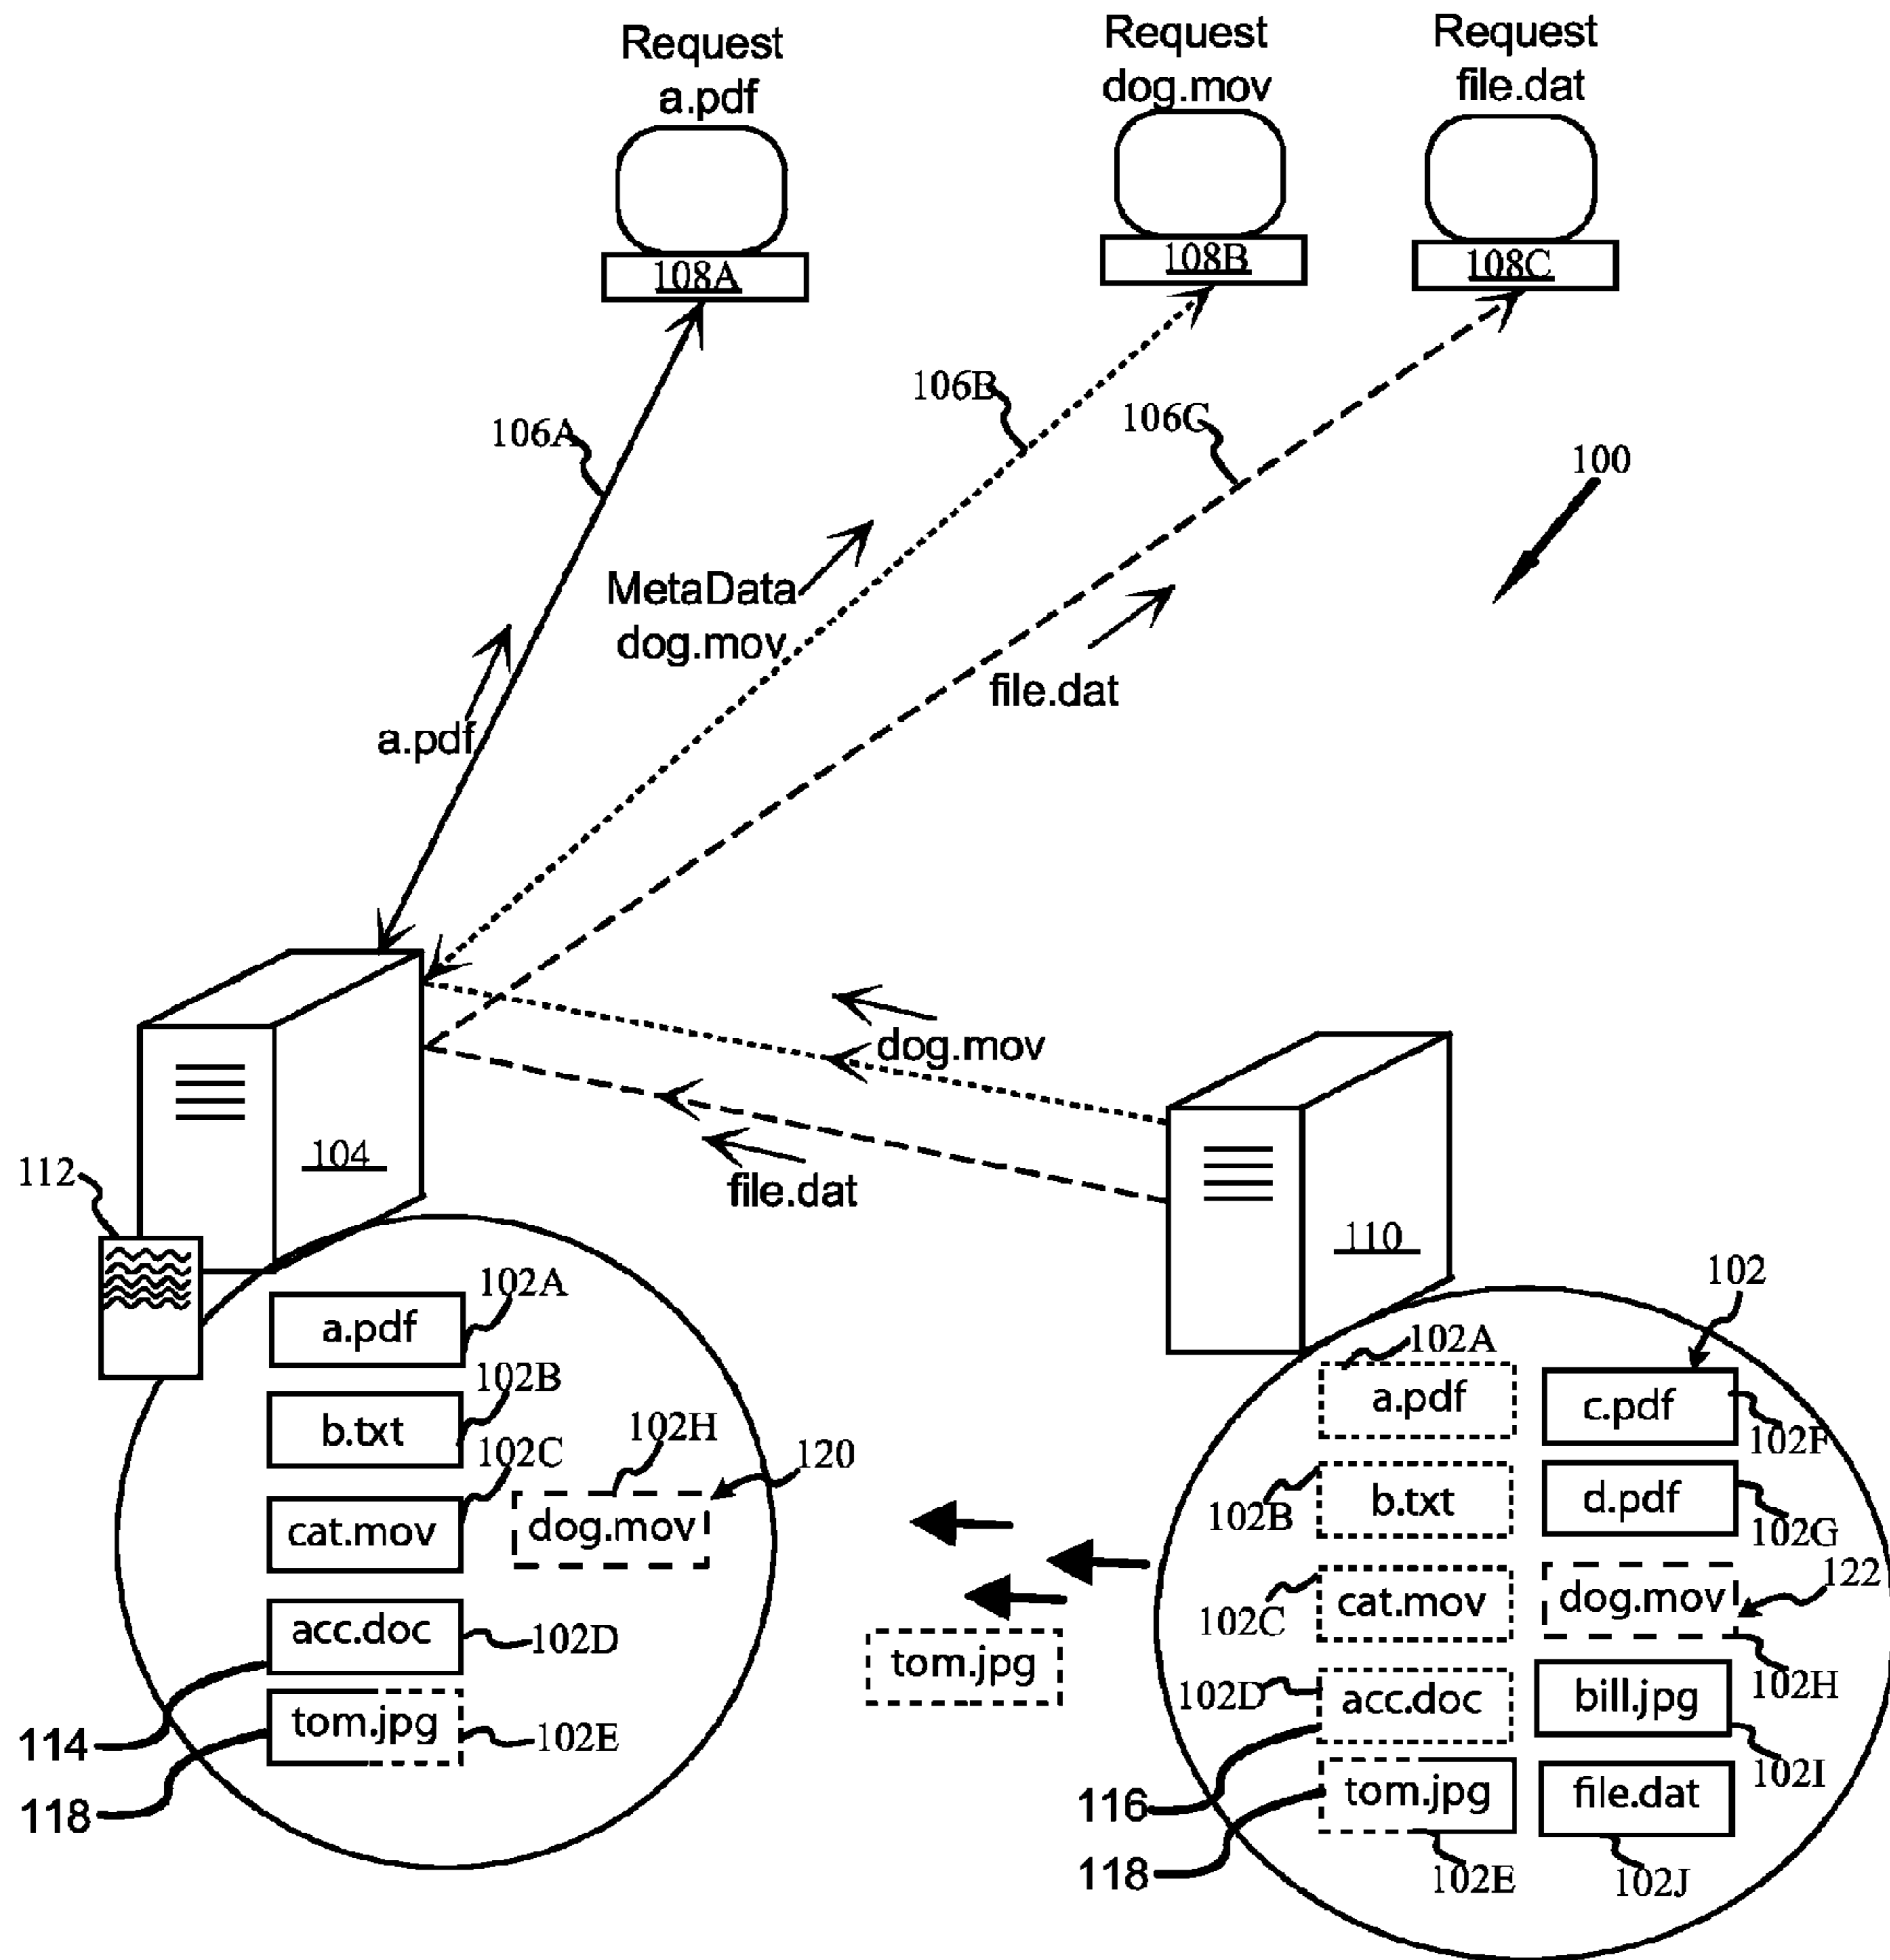 Request
a.pdf
Request
dog.mov
Request
file.dat
108A
108B
108C
106A
106B
106C
100
MetaData
dog.mov
file.dat
a.pdf
dog.mov
file.dat
104
110
112
102A
a.pdf
102B
b.txt
102C
cat.mov
102H
dog.mov
120
acc.doc
102D
tom.jpg
102E
114
118
tom.jpg
102
102A
a.pdf
c.pdf
102F
102B
b.txt
d.pdf
102G
102C
cat.mov
dog.mov
122
102H
102D
acc.doc
bill.jpg
102I
116
tom.jpg
file.dat
118
102E
102J